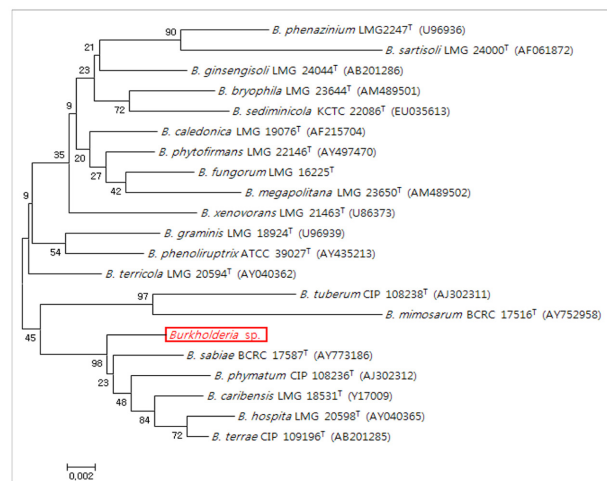 90
B. phenazinium LMG2247ᵀ (U96936)
21
B. sartisoli LMG 24000ᵀ (AF061872)
23
B. ginsengisoli LMG 24044ᵀ (AB201286)
B. bryophila LMG 23644ᵀ (AM489501)
9
72
B. sediminicola KCTC 22086ᵀ (EU035613)
B. caledonica LMG 19076ᵀ (AF215704)
35
20
B. phytofirmans LMG 22146ᵀ (AY497470)
27
B. fungorum LMG 16225ᵀ
42
B. megapolitana LMG 23650ᵀ (AM489502)
9
B. xenovorans LMG 21463ᵀ (U86373)
B. graminis LMG 18924ᵀ (U96939)
54
B. phenoliruptrix ATCC 39027ᵀ (AY435213)
B. terricola LMG 20594ᵀ (AY040362)
97
B. tuberum CIP 108238ᵀ (AJ302311)
B. mimosarum BCRC 17516ᵀ (AY752958)
45
Burkholderia sp.
98
B. sabiae BCRC 17587ᵀ (AY773186)
23
B. phymatum CIP 108236ᵀ (AJ302312)
48
B. caribensis LMG 18531ᵀ (Y17009)
84
B. hospita LMG 20598ᵀ (AY040365)
72
B. terrae CIP 109196ᵀ (AB201285)
0,002